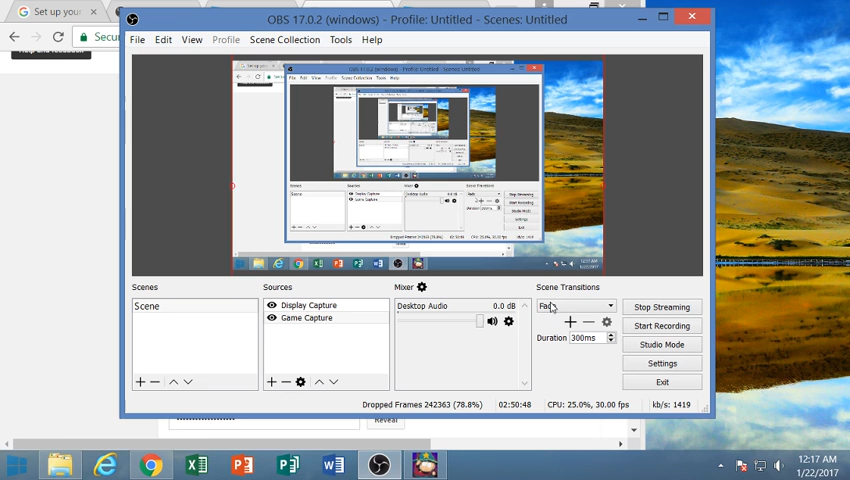 G Set up your
OBS 17.0.2 (windows) - Profile: Untitled - Scenes: Untitled
Secur
File Edit View Profile Scene Collection Tools Help
Scenes Sources Mixer Scene Transitions
Scene
Display Capture
Game Capture
Desktop Audio 0.0 dB
Fade
Duration 300ms
Stop Streaming
Start Recording
Studio Mode
Settings
Exit
Dropped Frames 242363 (78.8%) 02:50:48 CPU: 25.0%, 30.00 fps kb/s: 1419
Reveal
12:17 AM
1/22/2017